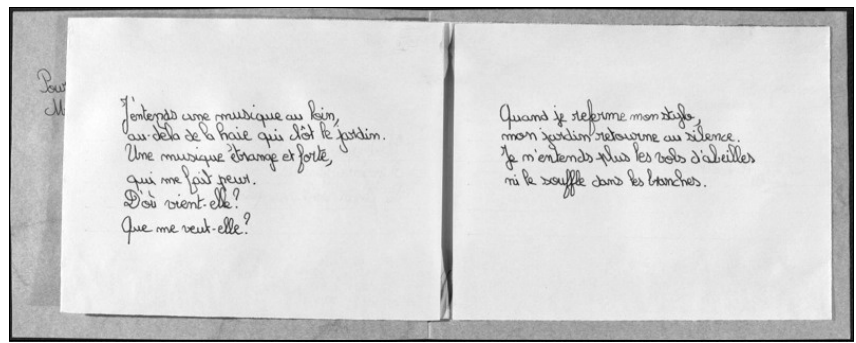 Pour
M
J'entends une musique au loin,
au-delà de la haie qui clôt le jardin.
Une musique étrange et forte,
qui me fait peur.
D'où vient-elle?
Que me veut-elle?
Quand je referme mon stylo,
mon jardin retourne au silence.
Je n'entends plus les vols d'abeilles
ni le souffle dans les branches.